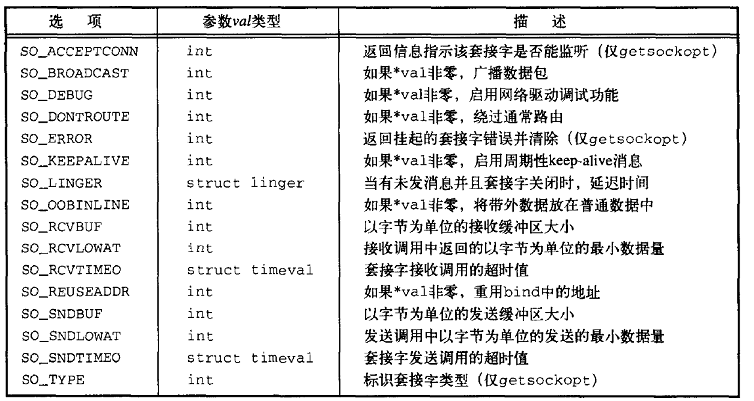 选 项 参数val类型 描 述
SO_ACCEPTCONN int 返回信息指示该套接字是否能监听（仅getsockopt）
SO_BROADCAST int 如果*val非零，广播数据包
SO_DEBUG int 如果*val非零，启用网络驱动调试功能
SO_DONTROUTE int 如果*val非零，绕过通常路由
SO_ERROR int 返回挂起的套接字错误并清除（仅getsockopt）
SO_KEEPALIVE int 如果*val非零，启用周期性keep-alive消息
SO_LINGER struct linger 当有未发消息并且套接字关闭时，延迟时间
SO_OOBINLINE int 如果*val非零，将带外数据放在普通数据中
SO_RCVBUF int 以字节为单位的接收缓冲区大小
SO_RCVLOWAT int 接收调用中返回的以字节为单位的最小数据量
SO_RCVTIMEO struct timeval 套接字接收调用的超时值
SO_REUSEADDR int 如果*val非零，重用bind中的地址
SO_SNDBUF int 以字节为单位的发送缓冲区大小
SO_SNDLOWAT int 发送调用中以字节为单位的发送的最小数据量
SO_SNDTIMEO struct timeval 套接字发送调用的超时值
SO_TYPE int 标识套接字类型（仅getsockopt）